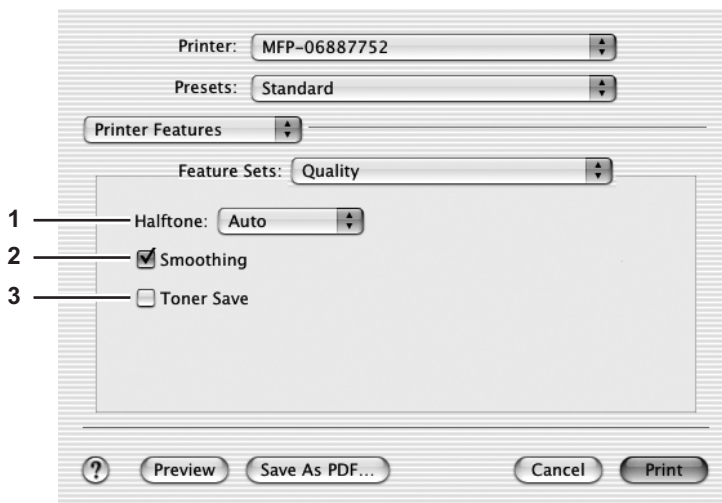 Printer: MFP-06887752
Presets: Standard
Printer Features
Feature Sets: Quality
1 Halftone: Auto
2 Smoothing
3 Toner Save
? Preview Save As PDF... Cancel Print